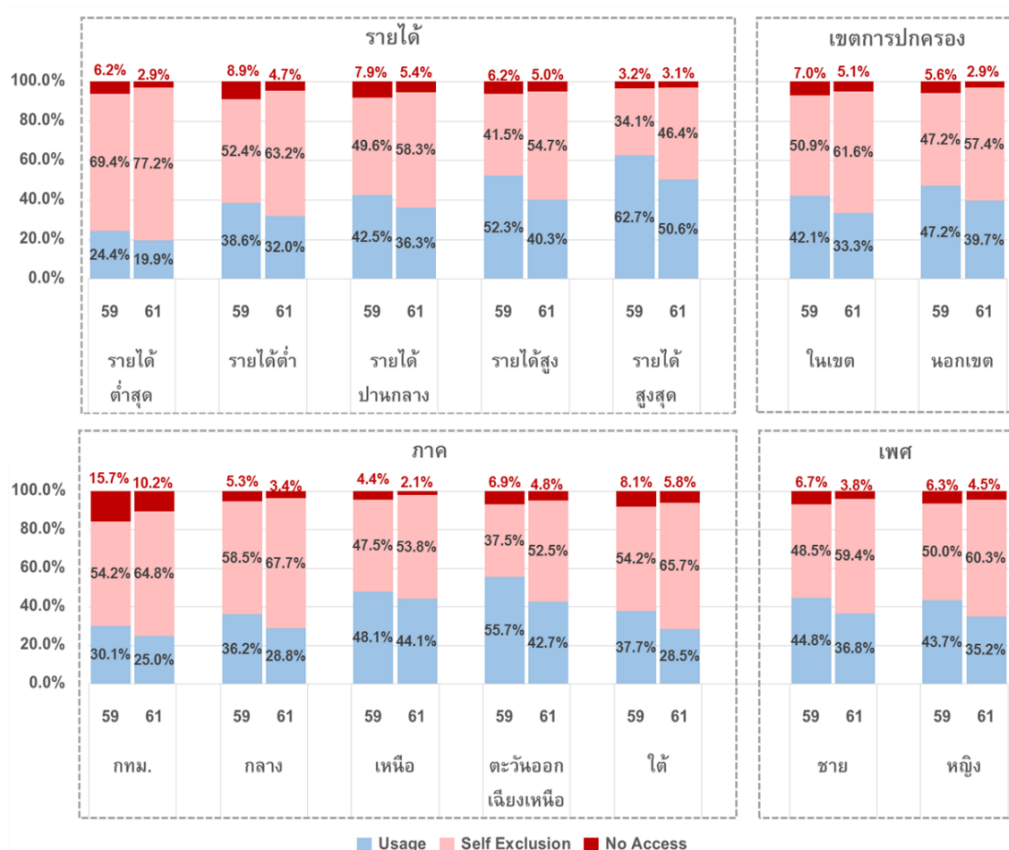 รายได้
6.2% 2.9% 8.9% 4.7% 7.9% 5.4% 6.2% 5.0% 3.2% 3.1%
100.0%
80.0%
60.0%
40.0%
20.0%
0.0%
69.4% 77.2% 52.4% 63.2% 49.6% 58.3% 41.5% 54.7% 34.1% 46.4%
24.4% 19.9% 38.6% 32.0% 42.5% 36.3% 52.3% 40.3% 62.7% 50.6%
59 61 59 61 59 61 59 61 59 61
รายได้ รายได้ต่ำ รายได้ รายได้สูง รายได้
ต่ำสุด ปานกลาง สูงสุด
เขตการปกครอง
7.0% 5.1% 5.6% 2.9%
50.9% 61.6% 47.2% 57.4%
42.1% 33.3% 47.2% 39.7%
59 61 59 61
ในเขต นอกเขต
ภาค
15.7% 10.2% 5.3% 3.4% 4.4% 2.1% 6.9% 4.8% 8.1% 5.8%
100.0%
80.0%
60.0%
40.0%
20.0%
0.0%
54.2% 64.8% 58.5% 67.7% 47.5% 53.8% 37.5% 52.5% 54.2% 65.7%
30.1% 25.0% 36.2% 28.8% 48.1% 44.1% 55.7% 42.7% 37.7% 28.5%
59 61 59 61 59 61 59 61 59 61
กทม. กลาง เหนือ ตะวันออก ใต้
เฉียงเหนือ
เพศ
6.7% 3.8% 6.3% 4.5%
48.5% 59.4% 50.0% 60.3%
44.8% 36.8% 43.7% 35.2%
59 61 59 61
ชาย หญิง
Usage Self Exclusion No Access